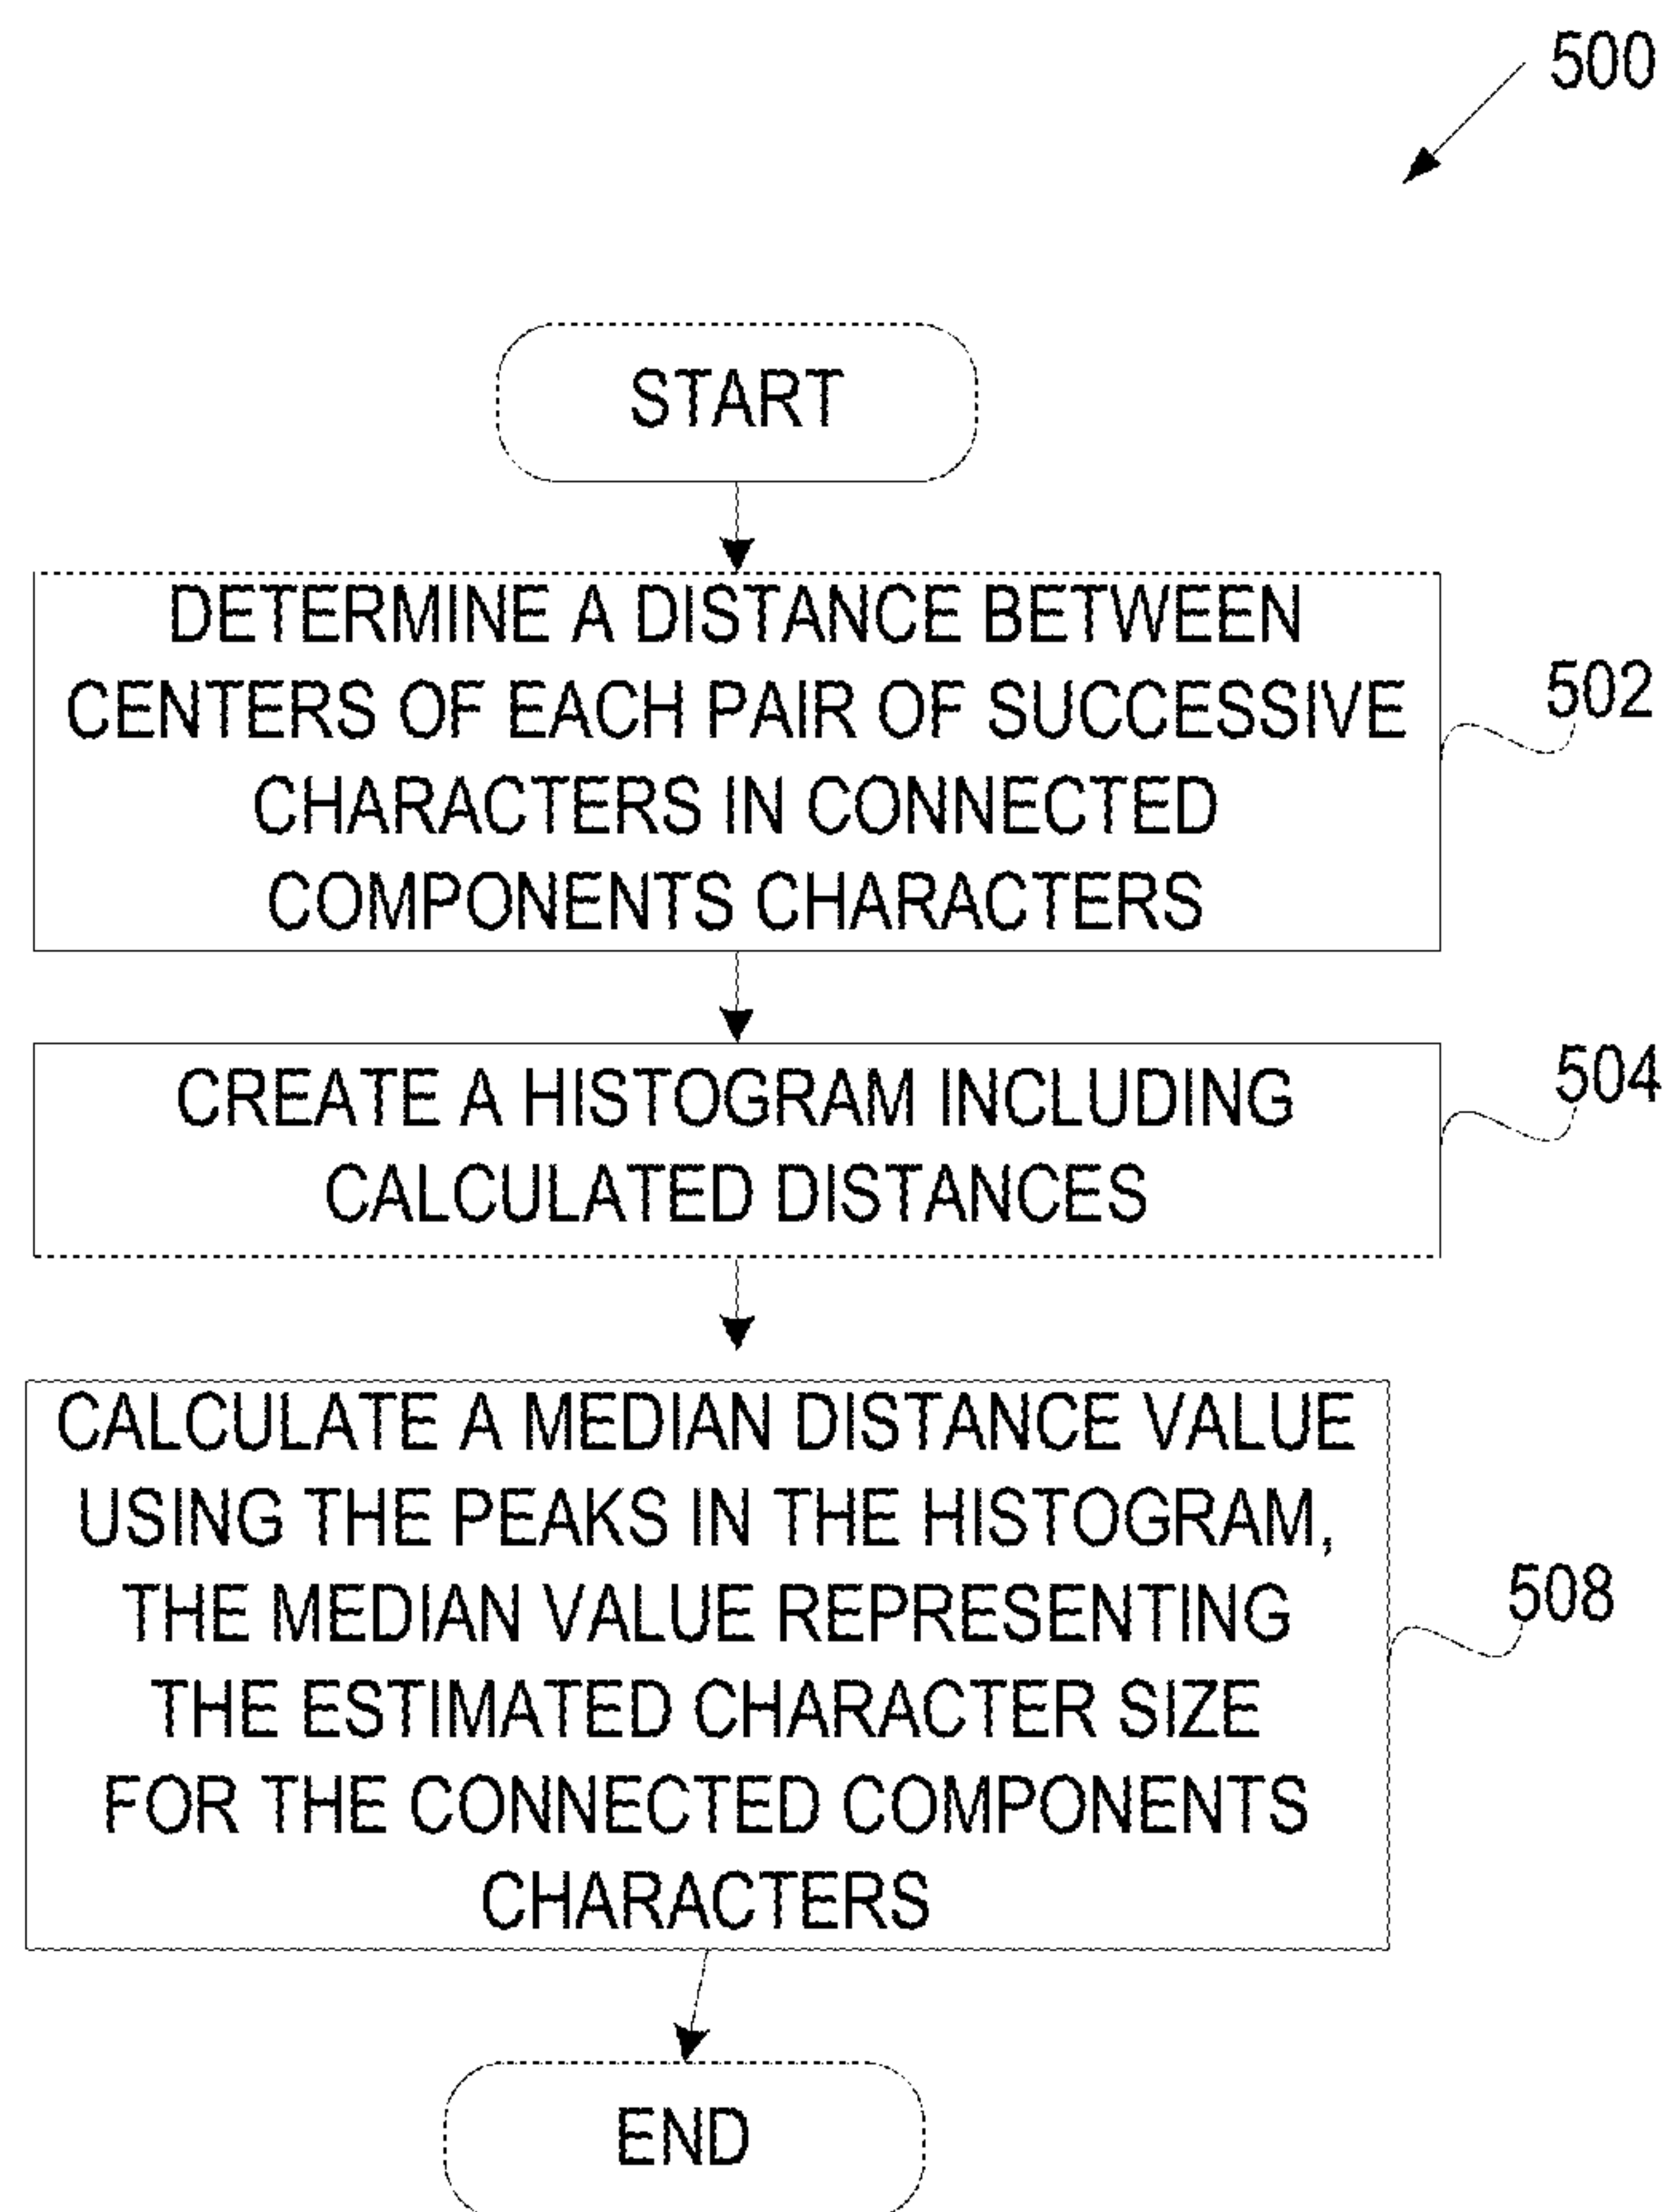 500
START
DETERMINE A DISTANCE BETWEEN
CENTERS OF EACH PAIR OF SUCCESSIVE
CHARACTERS IN CONNECTED
COMPONENTS CHARACTERS
502
CREATE A HISTOGRAM INCLUDING
CALCULATED DISTANCES
504
CALCULATE A MEDIAN DISTANCE VALUE
USING THE PEAKS IN THE HISTOGRAM,
THE MEDIAN VALUE REPRESENTING
THE ESTIMATED CHARACTER SIZE
FOR THE CONNECTED COMPONENTS
CHARACTERS
508
END